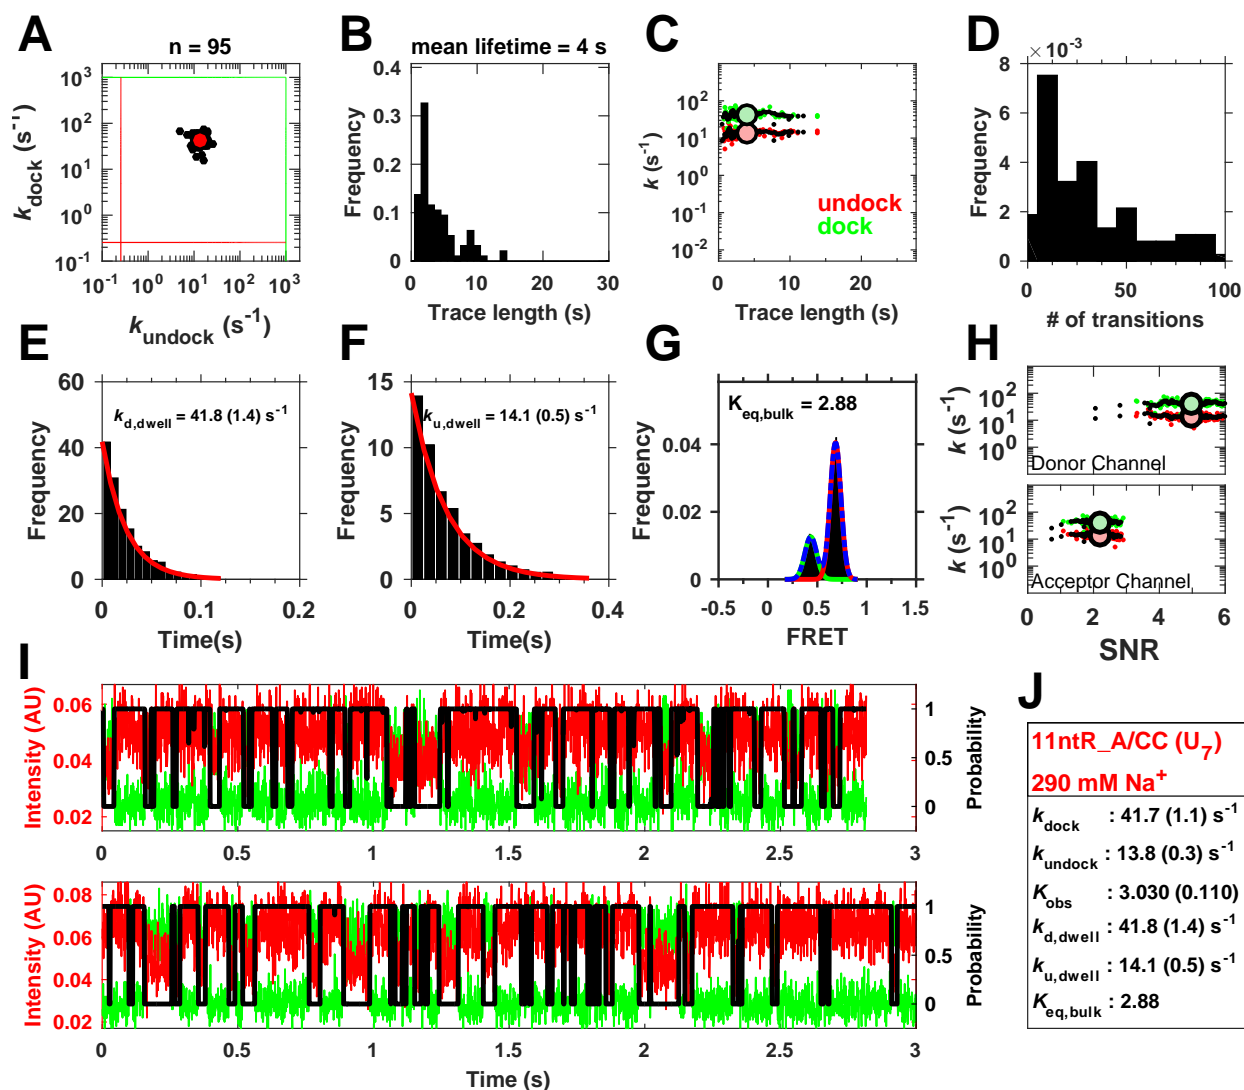 A
n = 95
10³
10²
10¹
10⁰
10⁻¹
k_dock (s⁻¹)
10⁻¹ 10⁰ 10¹ 10² 10³
k_undock (s⁻¹)
B
mean lifetime = 4 s
0.4
0.3
0.2
0.1
0
Frequency
0 10 20 30
Trace length (s)
C
10²
10¹
10⁰
10⁻¹
10⁻²
k (s⁻¹)
undock
dock
0 10 20
Trace length (s)
D
× 10⁻³
8
6
4
2
0
Frequency
0 50 100
# of transitions
E
60
40
20
0
Frequency
k_d,dwell = 41.8 (1.4) s⁻¹
0 0.1 0.2
Time(s)
F
15
10
5
0
Frequency
k_u,dwell = 14.1 (0.5) s⁻¹
0 0.2 0.4
Time(s)
G
K_eq,bulk = 2.88
0.04
0.02
0
Frequency
-0.5 0 0.5 1 1.5
FRET
H
10²
10¹
10⁰
k (s⁻¹)
Donor Channel
10²
10¹
10⁰
k (s⁻¹)
Acceptor Channel
0 2 4 6
SNR
I
0.06
0.04
0.02
Intensity (AU)
1
0.5
0
Probability
0 0.5 1 1.5 2 2.5 3
0.08
0.06
0.04
0.02
Intensity (AU)
1
0.5
0
Probability
0 0.5 1 1.5 2 2.5 3
Time (s)
J
11ntR_A/CC (U₇)
290 mM Na⁺
k_dock : 41.7 (1.1) s⁻¹
k_undock : 13.8 (0.3) s⁻¹
K_obs : 3.030 (0.110)
k_d,dwell : 41.8 (1.4) s⁻¹
k_u,dwell : 14.1 (0.5) s⁻¹
K_eq,bulk : 2.88